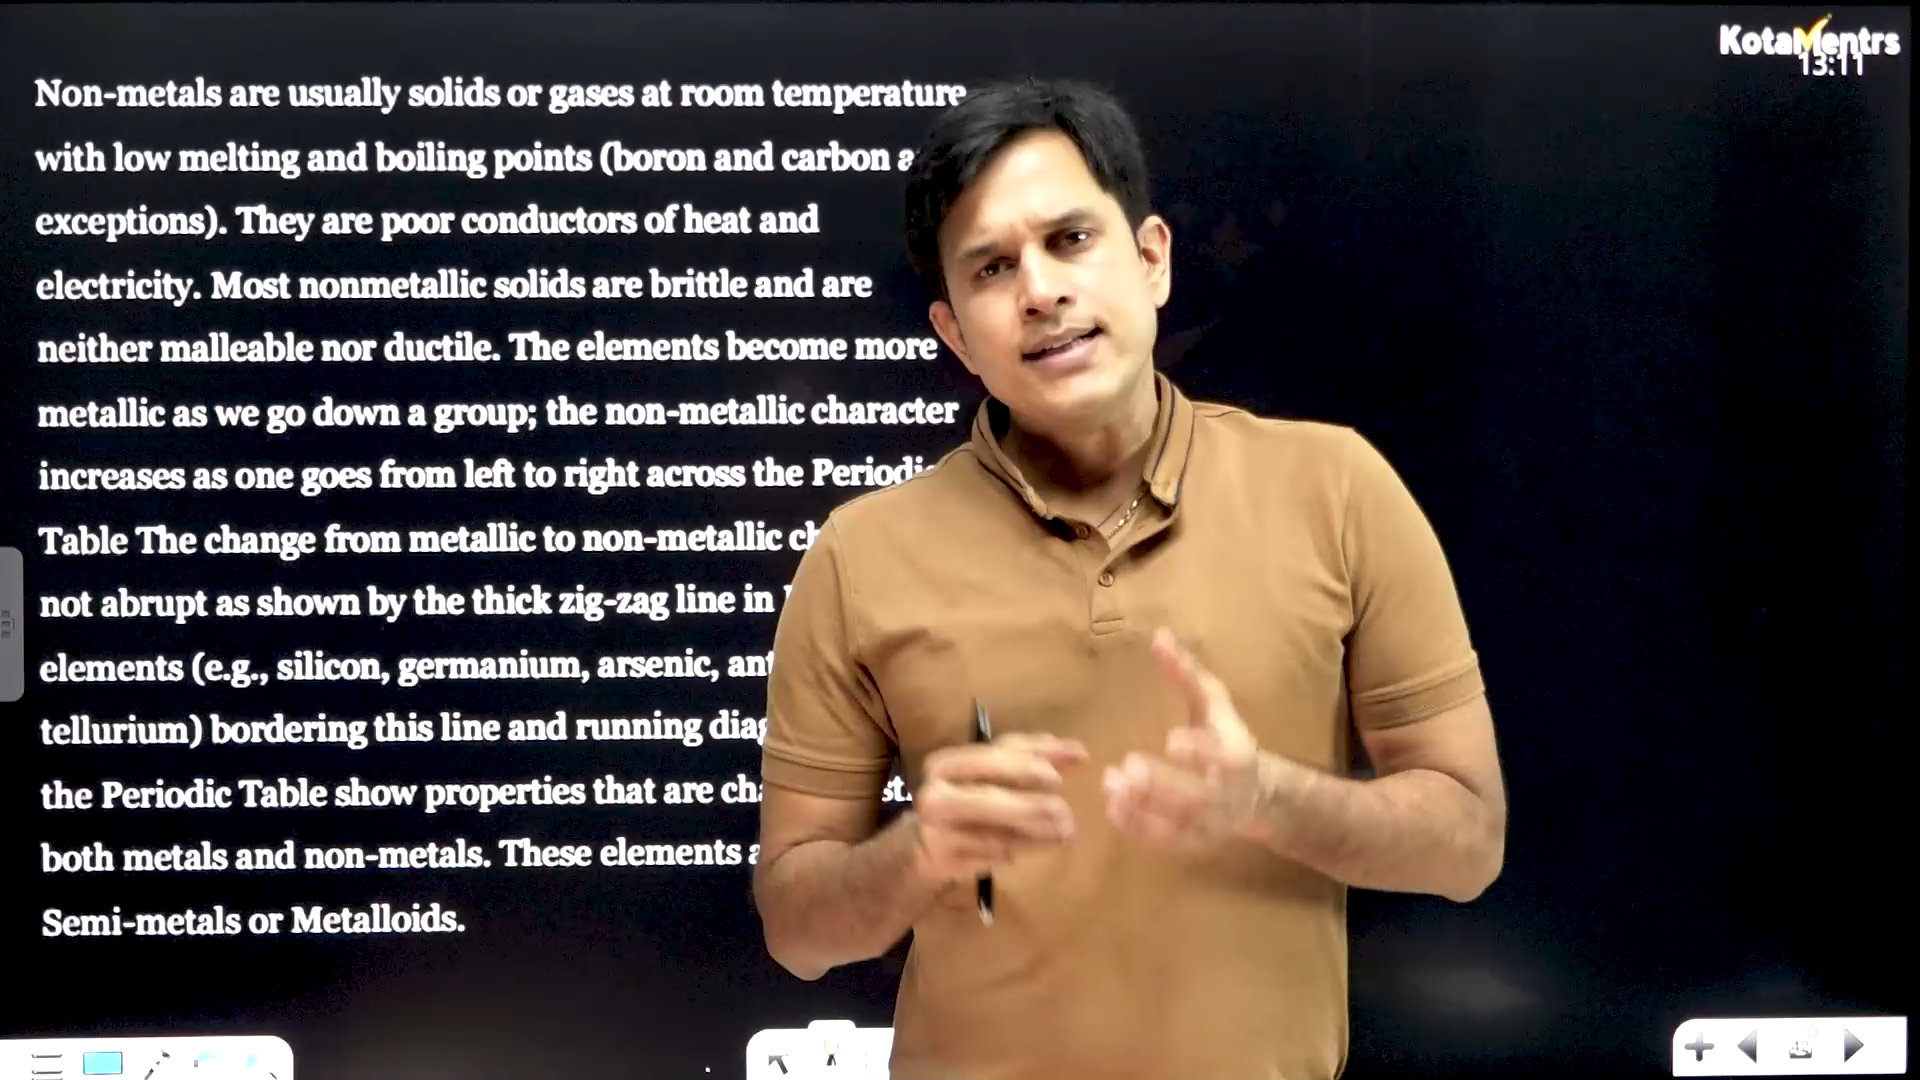 KotaMentrs
13:11
Non-metals are usually solids or gases at room temperature
with low melting and boiling points (boron and carbon
exceptions). They are poor conductors of heat and
electricity. Most nonmetallic solids are brittle and are
neither malleable nor ductile. The elements become more
metallic as we go down a group; the non-metallic character
increases as one goes from left to right across the Periodic
Table The change from metallic to non-metallic
not abrupt as shown by the thick zig-zag line in
elements (e.g., silicon, germanium, arsenic,
tellurium) bordering this line and running
the Periodic Table show properties that are
both metals and non-metals. These elements
Semi-metals or Metalloids.